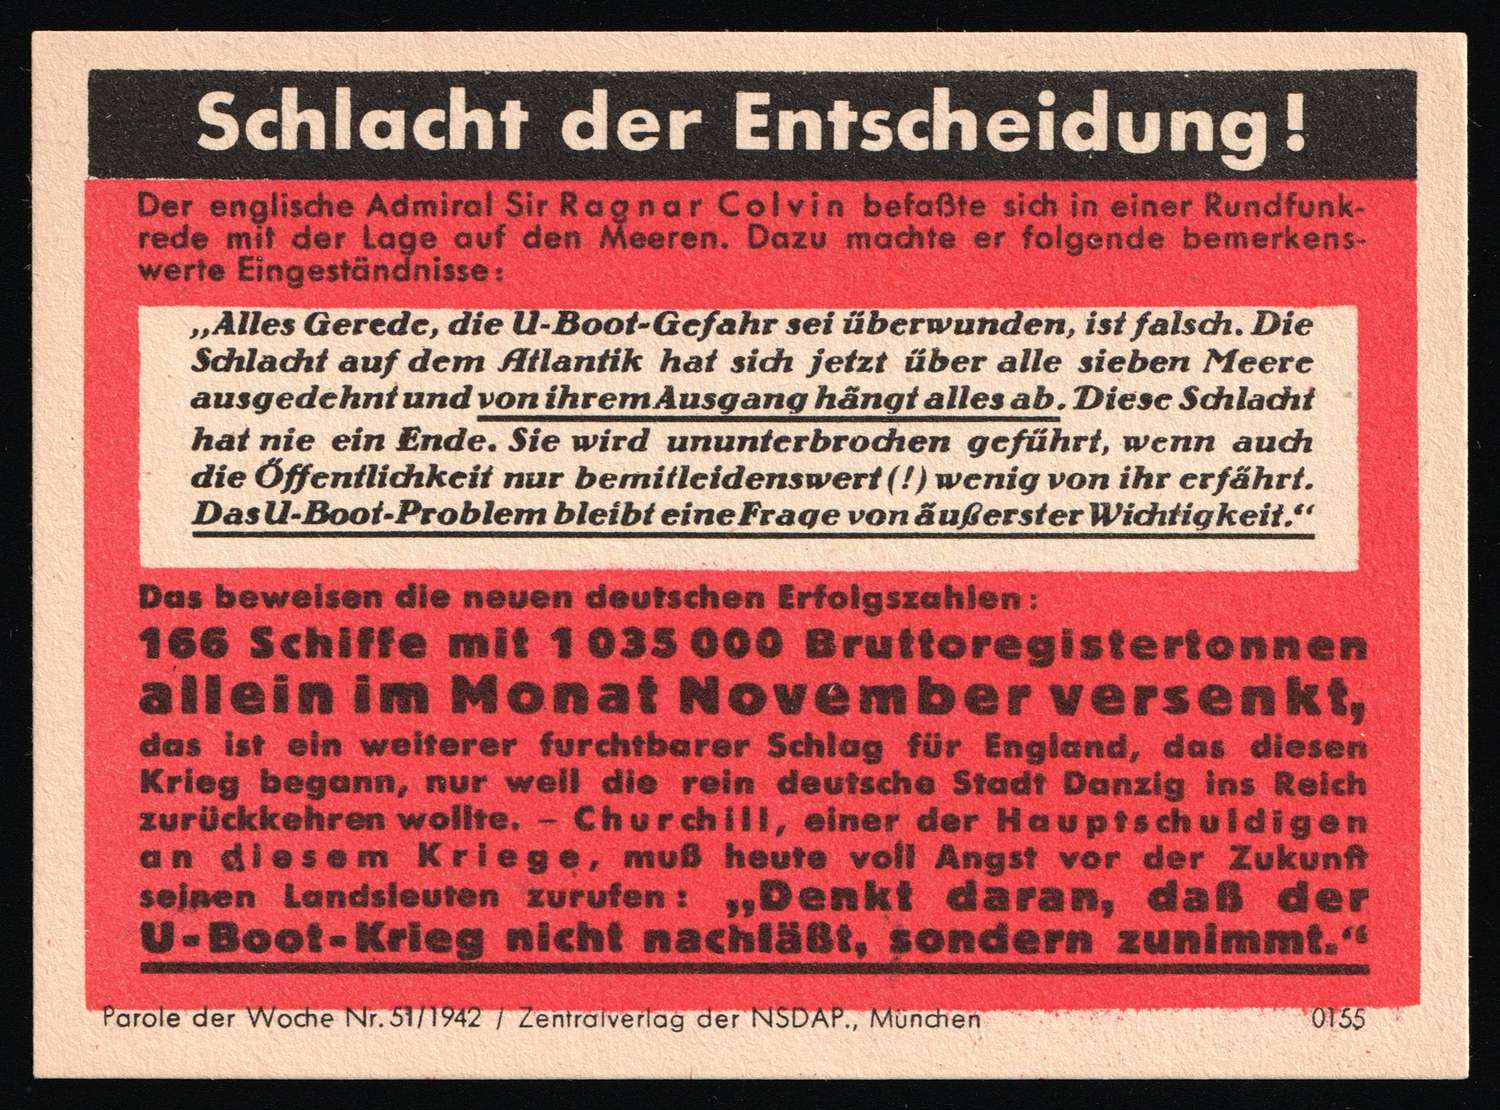 Schlacht der Entscheidung!
Der englische Admiral Sir Ragnar Colvin befaßte sich in einer Rundfunk-
rede mit der Lage auf den Meeren. Dazu machte er folgende bemerkens-
werte Eingeständnisse:
„Alles Gerede, die U-Boot-Gefahr sei überwunden, ist falsch. Die
Schlacht auf dem Atlantik hat sich jetzt über alle sieben Meere
ausgedehnt und von ihrem Ausgang hängt alles ab. Diese Schlacht
hat nie ein Ende. Sie wird ununterbrochen geführt, wenn auch
die Öffentlichkeit nur bemitleidenswert (!) wenig von ihr erfährt.
Das U-Boot-Problem bleibt eine Frage von äußerster Wichtigkeit.“
Das beweisen die neuen deutschen Erfolgszahlen:
166 Schiffe mit 1 035 000 Bruttoregistertonnen
allein im Monat November versenkt,
das ist ein weiterer furchtbarer Schlag für England, das diesen
Krieg begann, nur weil die rein deutsche Stadt Danzig ins Reich
zurückkehren wollte. – Churchill, einer der Hauptschuldigen
an diesem Kriege, muß heute voll Angst vor der Zukunft
seinen Landsleuten zurufen: „Denkt daran, daß der
U-Boot-Krieg nicht nachläßt, sondern zunimmt.“
Parole der Woche Nr. 51/1942 / Zentralverlag der NSDAP., München 0155